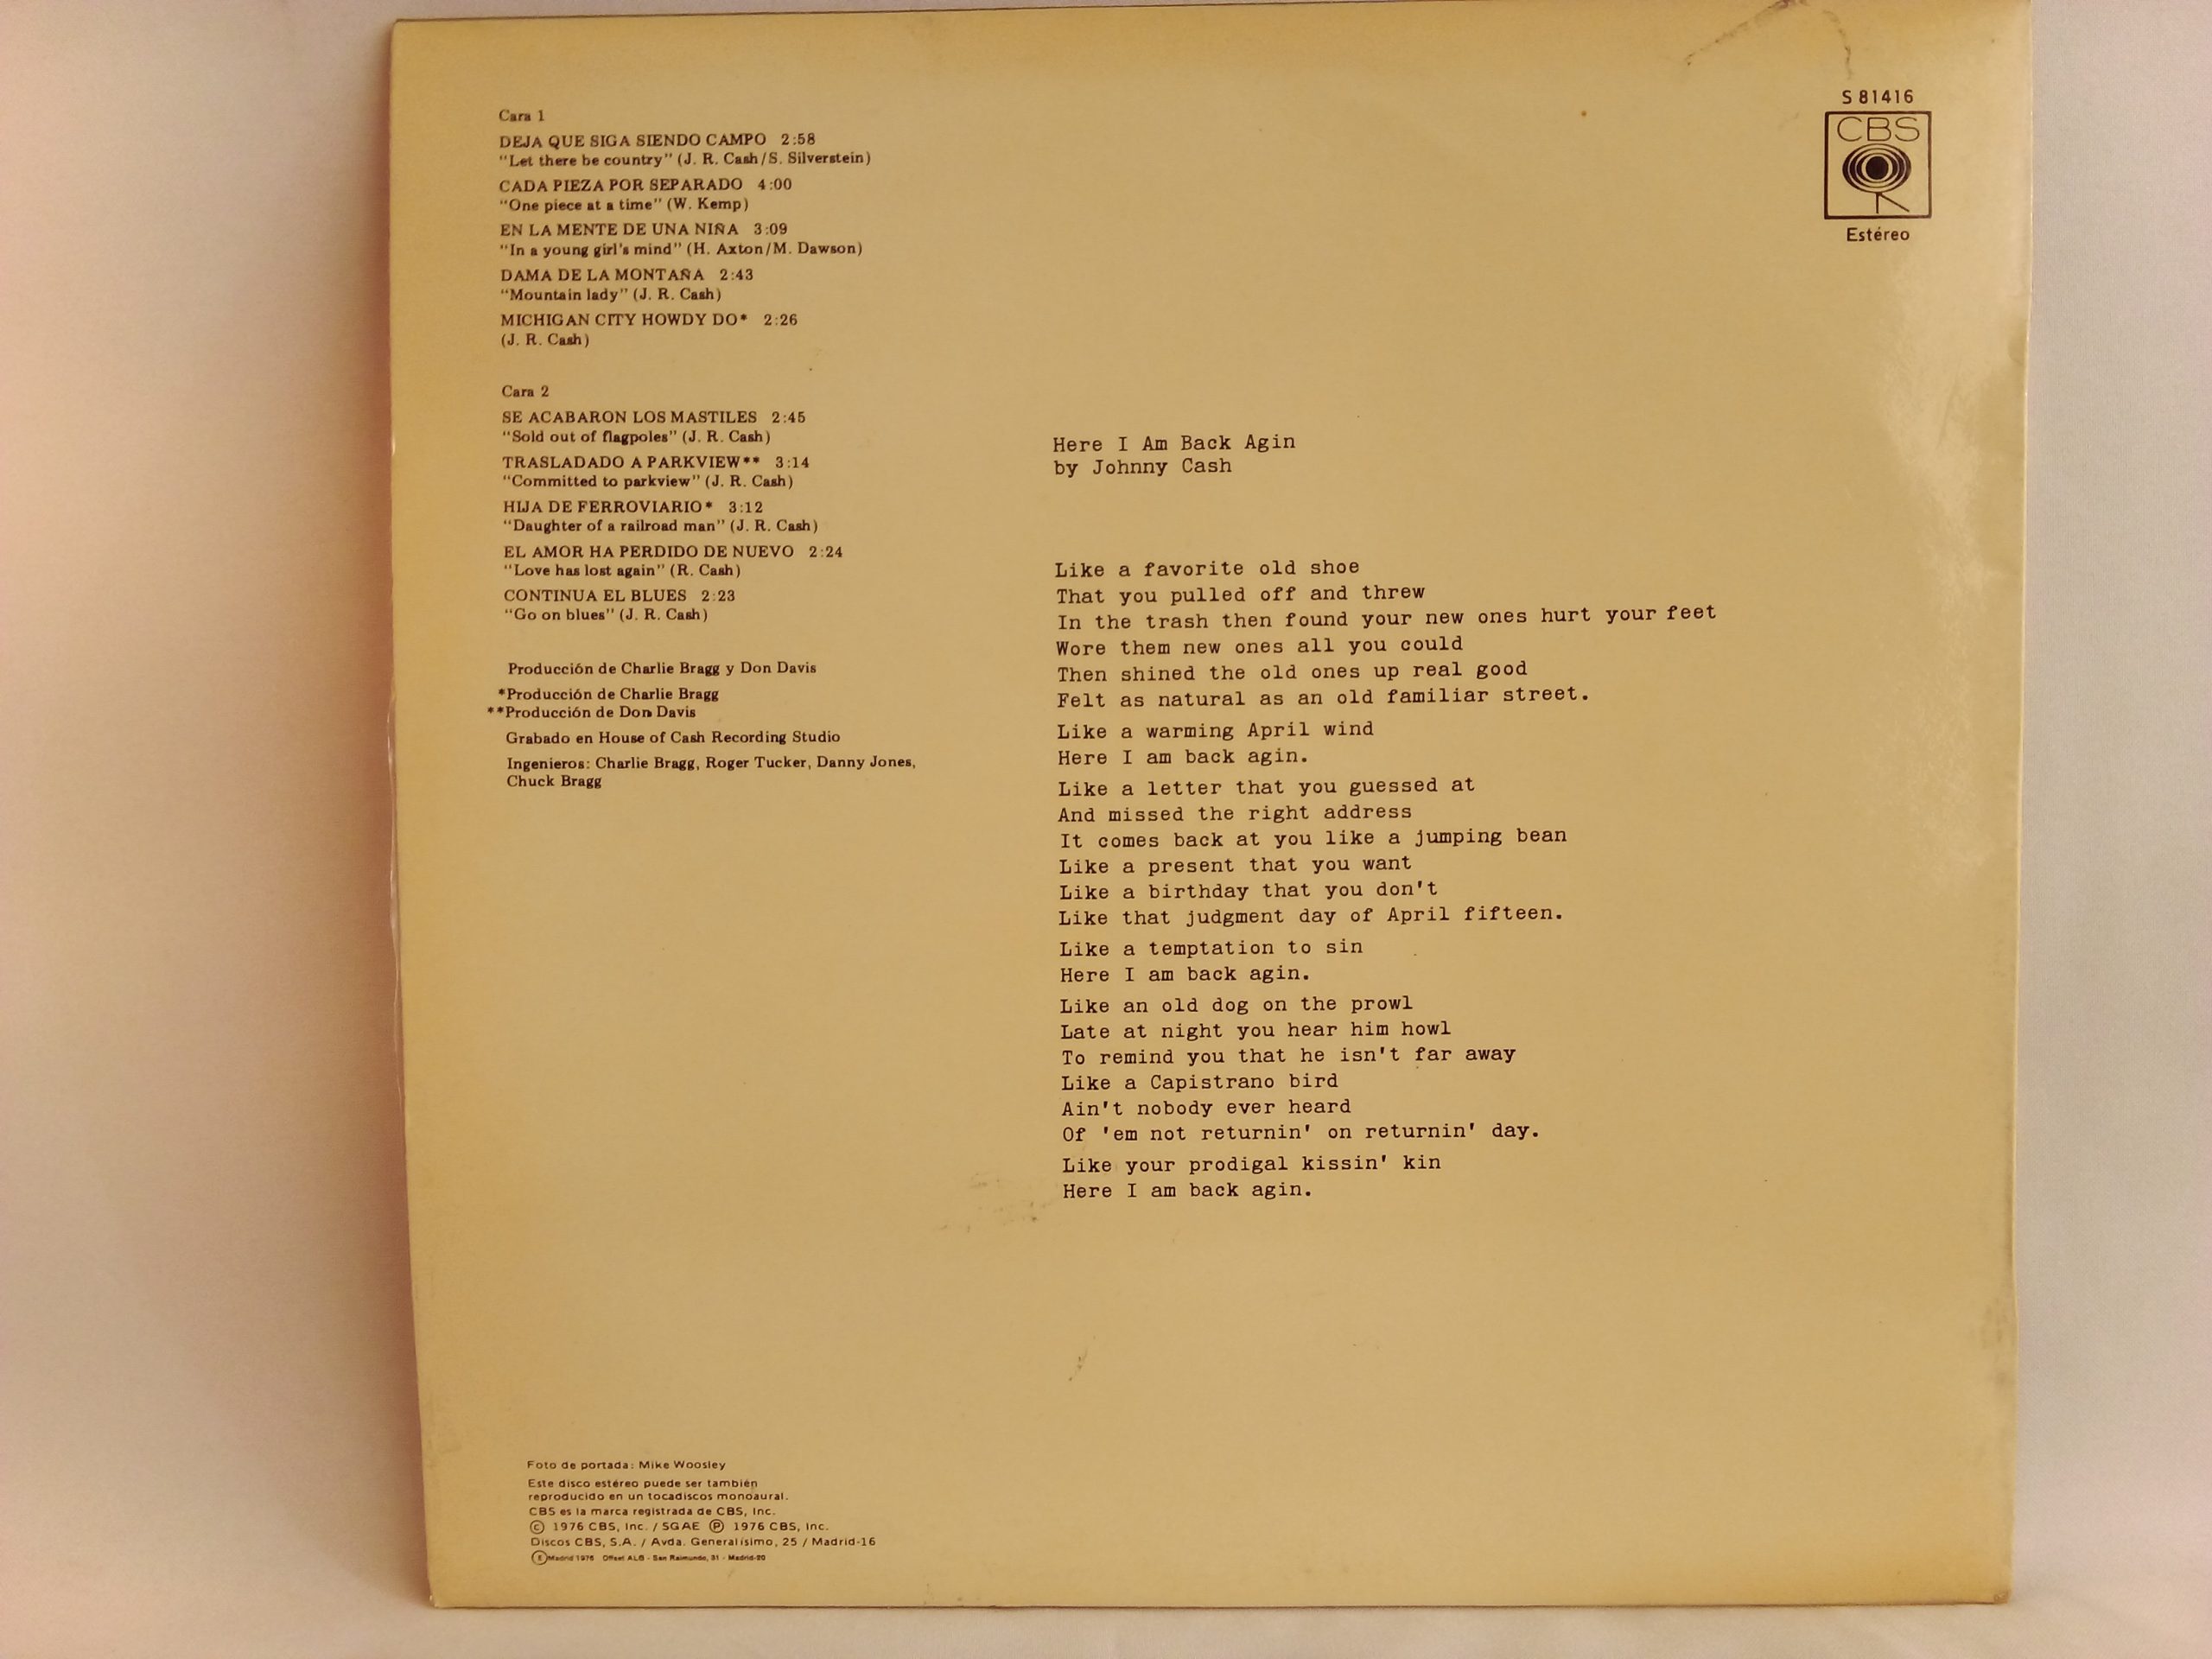 Cara 1
DEJA QUE SIGA SIENDO CAMPO 2:58
"Let there be country" (J. R. Cash/S. Silverstein)
CADA PIEZA POR SEPARADO 4:00
"One piece at a time" (W. Kemp)
EN LA MENTE DE UNA NIÑA 3:09
"In a young girl's mind" (H. Axton/M. Dawson)
DAMA DE LA MONTAÑA 2:43
"Mountain lady" (J. R. Cash)
MICHIGAN CITY HOWDY DO* 2:26
(J. R. Cash)
Cara 2
SE ACABARON LOS MASTILES 2:45
"Sold out of flagpoles" (J. R. Cash)
TRASLADADO A PARKVIEW** 3:14
"Committed to parkview" (J. R. Cash)
HIJA DE FERROVIARIO* 3:12
"Daughter of a railroad man" (J. R. Cash)
EL AMOR HA PERDIDO DE NUEVO 2:24
"Love has lost again" (R. Cash)
CONTINUA EL BLUES 2:23
"Go on blues" (J. R. Cash)
Producción de Charlie Bragg y Don Davis
*Producción de Charlie Bragg
**Producción de Don Davis
Grabado en House of Cash Recording Studio
Ingenieros: Charlie Bragg, Roger Tucker, Danny Jones,
Chuck Bragg
S 81416
CBS
Estéreo
Here I Am Back Agin
by Johnny Cash
Like a favorite old shoe
That you pulled off and threw
In the trash then found your new ones hurt your feet
Wore them new ones all you could
Then shined the old ones up real good
Felt as natural as an old familiar street.
Like a warming April wind
Here I am back agin.
Like a letter that you guessed at
And missed the right address
It comes back at you like a jumping bean
Like a present that you want
Like a birthday that you don't
Like that judgment day of April fifteen.
Like a temptation to sin
Here I am back agin.
Like an old dog on the prowl
Late at night you hear him howl
To remind you that he isn't far away
Like a Capistrano bird
Ain't nobody ever heard
Of 'em not returnin' on returnin' day.
Like your prodigal kissin' kin
Here I am back agin.
Foto de portada: Mike Woosley
Este disco estéreo puede ser también
reproducido en un tocadiscos monoaural.
CBS es la marca registrada de CBS, Inc.
© 1976 CBS, Inc. / SGAE ℗ 1976 CBS, Inc.
Discos CBS, S.A. / Avda. Generalísimo, 25 / Madrid-16
Ⓔ Madrid 1976 Offset ALG - San Raimundo, 31 - Madrid-20